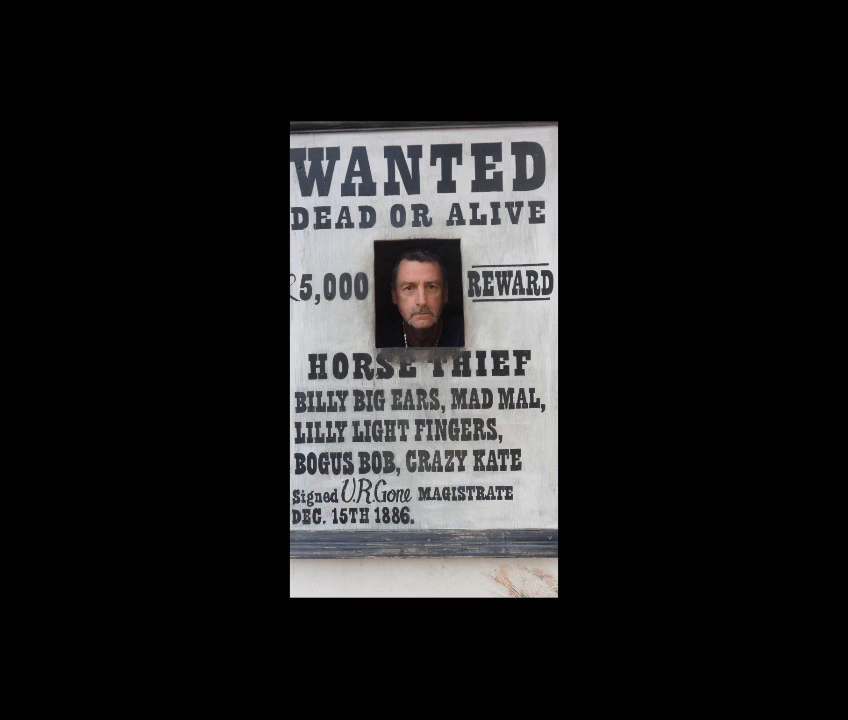 WANTED
DEAD OR ALIVE
£5,000 REWARD
HORSE THIEF
BILLY BIG EARS, MAD MAL,
LILLY LIGHT FINGERS,
BOGUS BOB, CRAZY KATE
Signed U.R.Gone MAGISTRATE
DEC. 15TH 1886.